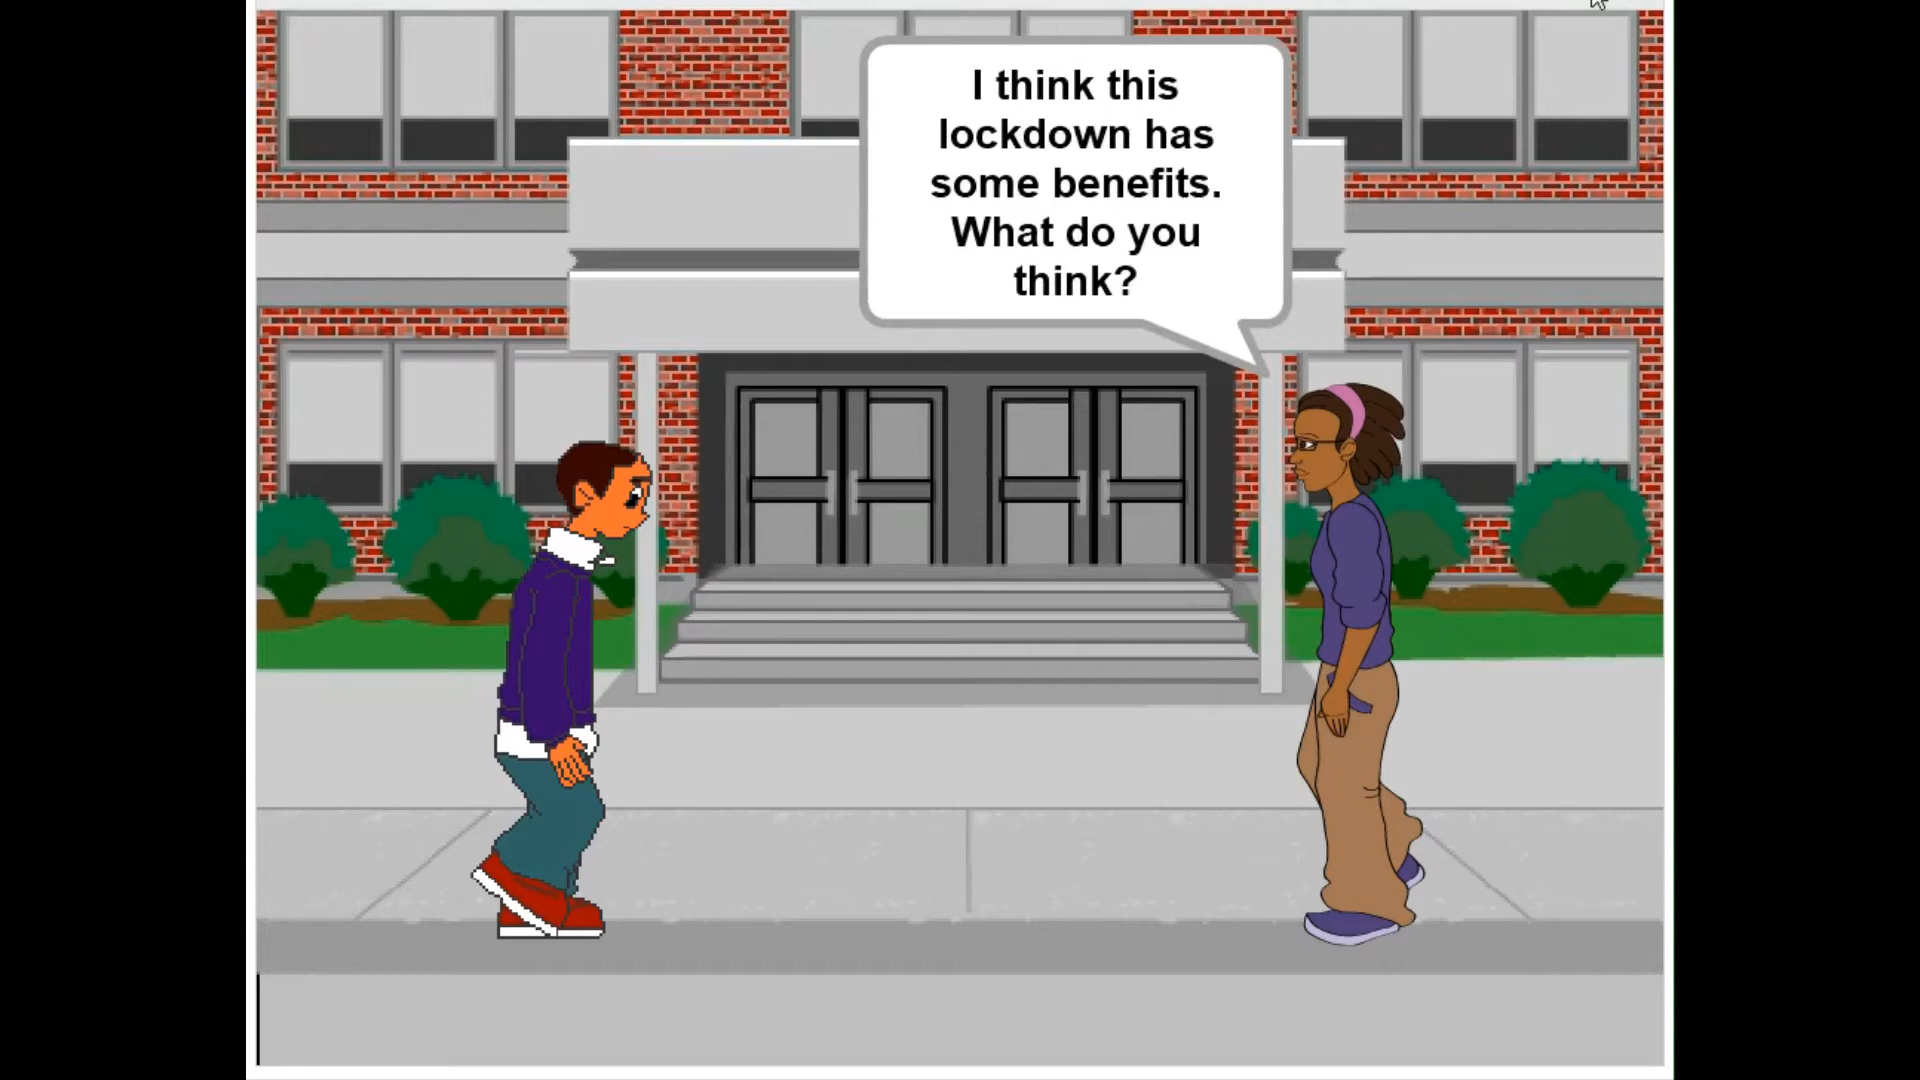 I think this
lockdown has
some benefits.
What do you
think?